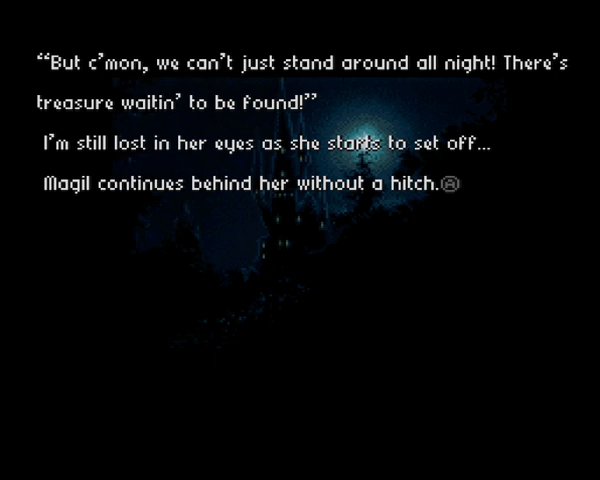 “But c’mon, we can’t just stand around all night! There’s
treasure waitin’ to be found!”
I’m still lost in her eyes as she starts to set off...
Magil continues behind her without a hitch.Ⓐ